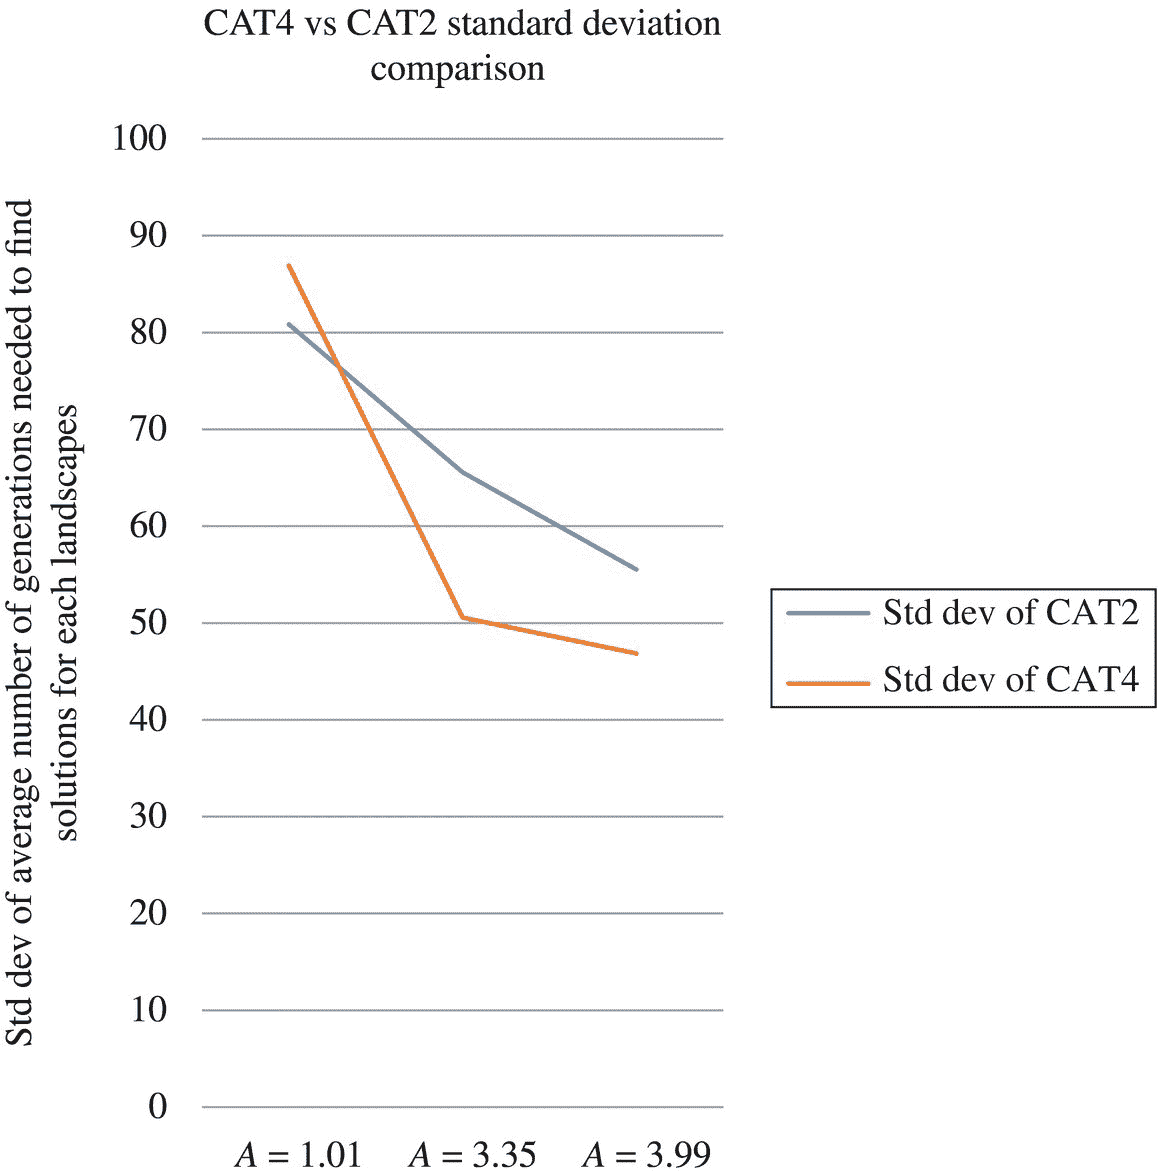 CAT4 vs CAT2 standard deviation
comparison
Std dev of average number of generations needed to find
solutions for each landscapes
100
90
80
70
60
50
40
30
20
10
0
A = 1.01
A = 3.35
A = 3.99
Std dev of CAT2
Std dev of CAT4